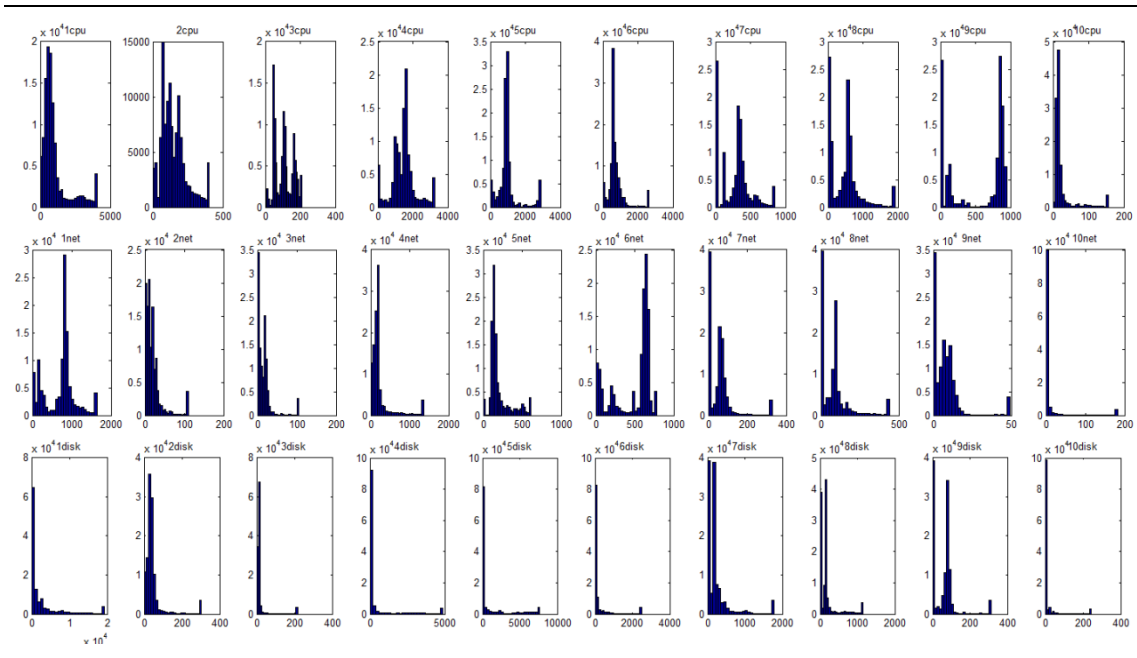 x 10^4 1cpu
2cpu
x 10^4 3cpu
x 10^4 4cpu
x 10^4 5cpu
x 10^4 6cpu
x 10^4 7cpu
x 10^4 8cpu
x 10^4 9cpu
x 10^4 10cpu
2 15000 2 2.5 3.5 4 3 3 3 5
1.5 10000 1.5 2 3 3 2.5 2.5 2.5 4
1 5000 1 1.5 2.5 2 2 2 2 3
0.5 0 0.5 1 2 1 1.5 1.5 1.5 2
0 0 0.5 1.5 0 1 1 1 1
0 1 0.5 0.5 0.5 0
0.5 0 0 0
0
0 5000 0 500 0 200 400 0 2000 4000 0 2000 4000 0 2000 4000 0 500 1000 0 1000 2000 0 500 1000 0 100 200
x 10^4 1net
x 10^4 2net
x 10^4 3net
x 10^4 4net
x 10^4 5net
x 10^4 6net
x 10^4 7net
x 10^4 8net
x 10^4 9net
x 10^4 10net
3 2.5 3.5 4 3.5 2.5 4 4 3.5 10
2.5 2 3 3 3 2 3 3 3 8
2 1.5 2.5 2 2.5 1.5 2 2 2.5 6
1.5 1 2 1 2 1 1 1 2 4
1 0.5 1.5 0 1.5 0.5 0 0 1.5 2
0.5 0 1 1 0 1 0
0 0.5 0.5 0.5
0 0 0
0 1000 2000 0 100 200 0 100 200 0 1000 2000 0 500 1000 0 500 1000 0 200 400 0 500 0 50 0 100 200
x 10^4 1disk
x 10^4 2disk
x 10^4 3disk
x 10^4 4disk
x 10^4 5disk
x 10^4 6disk
x 10^4 7disk
x 10^4 8disk
x 10^4 9disk
x 10^4 10disk
8 4 8 10 10 10 4 5 4 10
6 3 6 8 8 8 3 4 3 8
4 2 4 6 6 6 2 3 2 6
2 1 2 4 4 4 1 2 1 4
0 0 0 2 2 2 0 1 0 2
0 0 0 0 0
0 1 2 0 200 400 0 200 400 0 5000 0 5000 10000 0 2000 4000 0 1000 2000 0 1000 2000 0 200 400 0 200 400
x 10^4